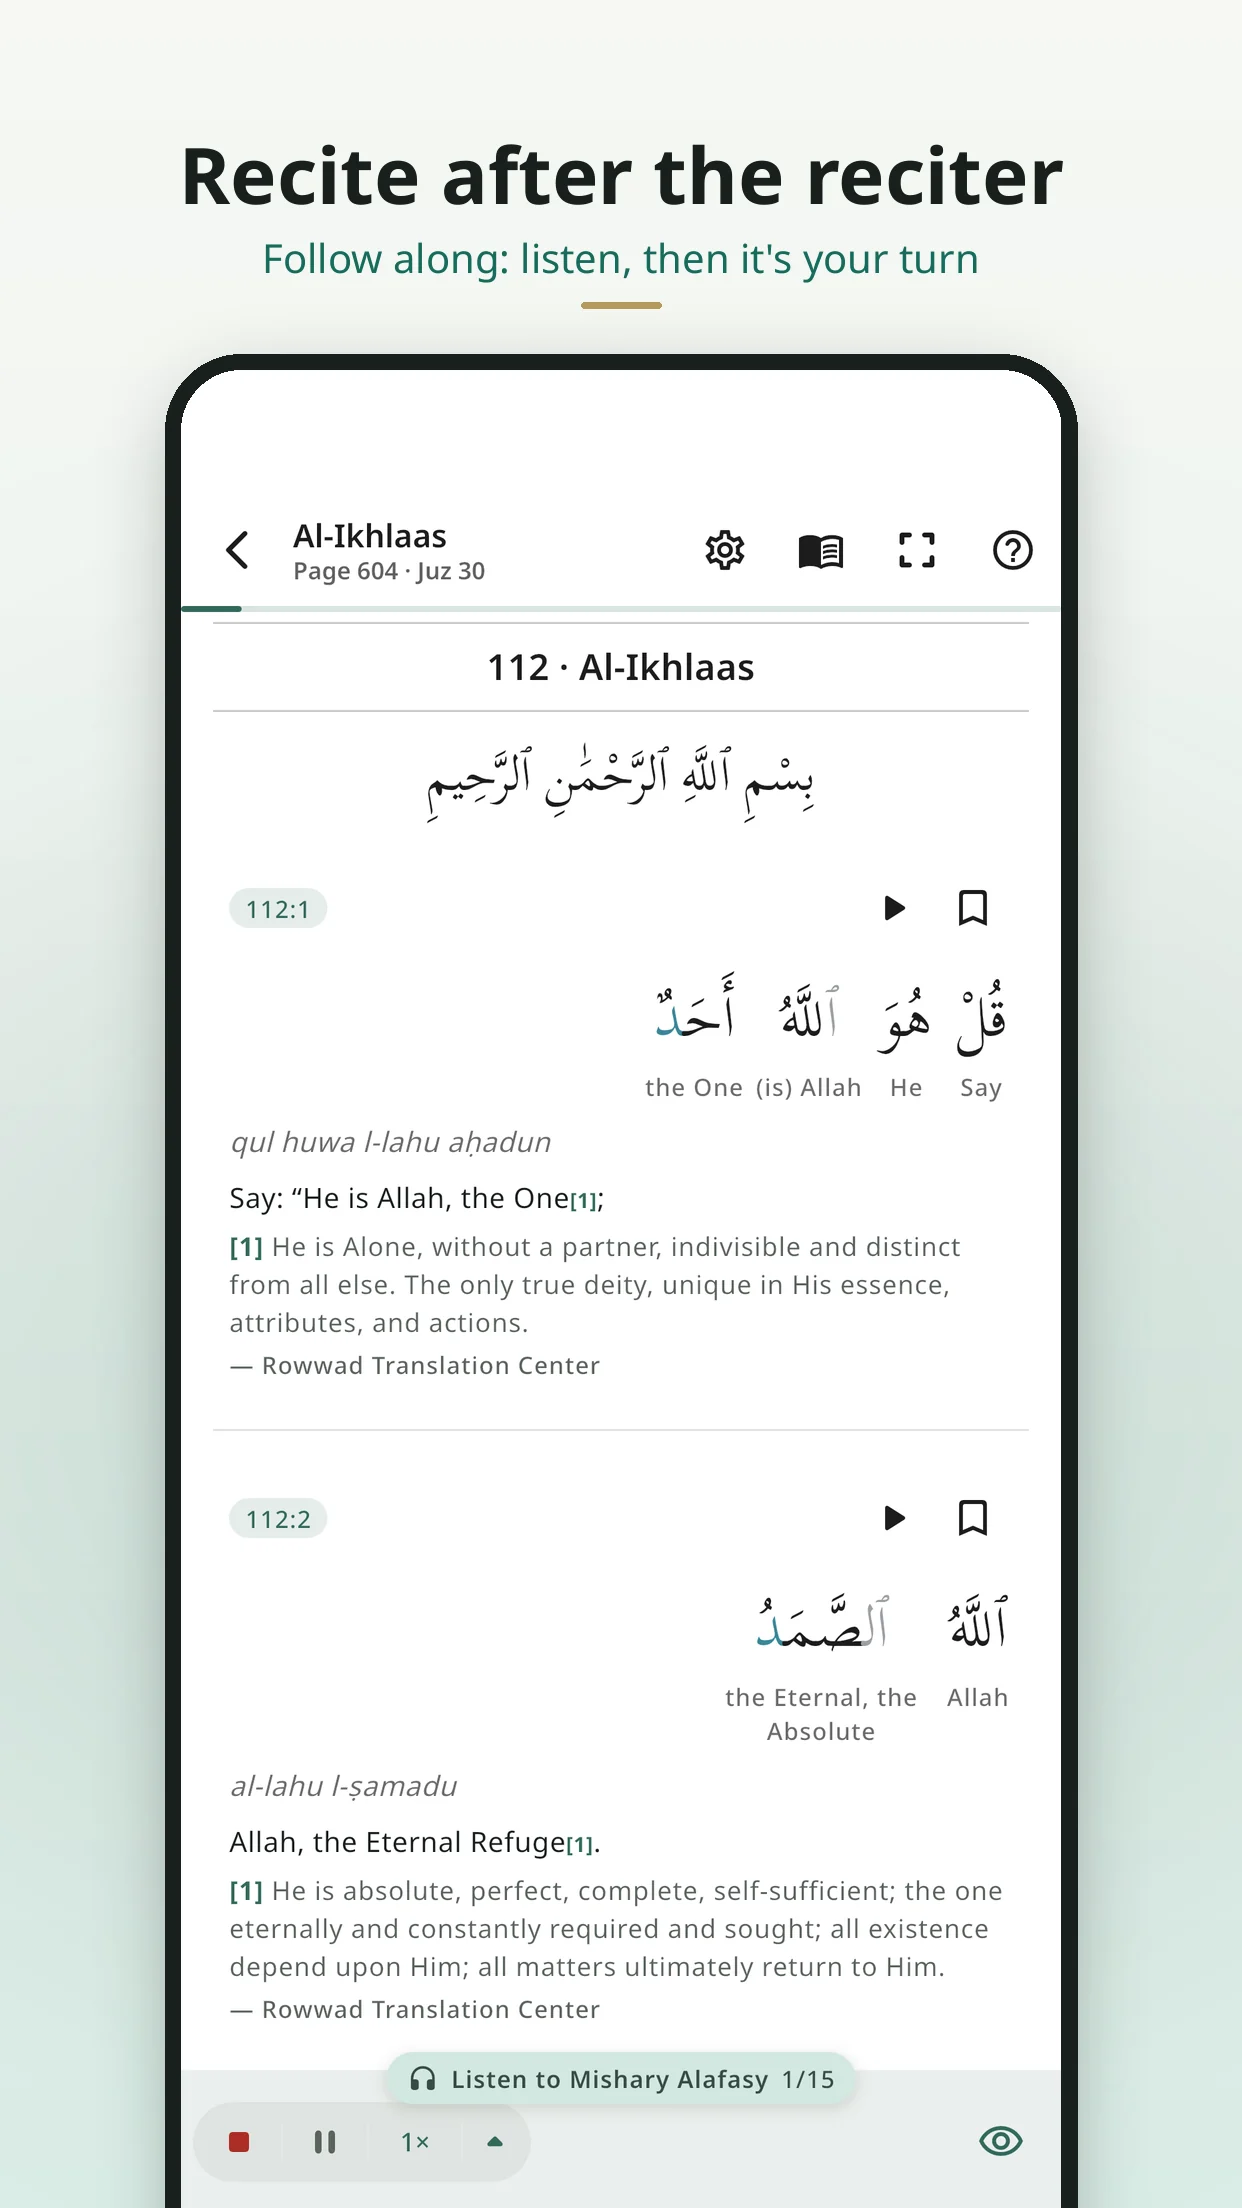 Recite after the reciter
Follow along: listen, then it's your turn
Al-Ikhlaas
Page 604 · Juz 30
112 · Al-Ikhlaas
بِسْمِ ٱللَّهِ ٱلرَّحْمَٰنِ ٱلرَّحِيمِ
112:1
قُلْ هُوَ ٱللَّهُ أَحَدٌ
the One (is) Allah He Say
qul huwa l-lahu aḥadun
Say: “He is Allah, the One[1];
[1] He is Alone, without a partner, indivisible and distinct
from all else. The only true deity, unique in His essence,
attributes, and actions.
— Rowwad Translation Center
112:2
ٱللَّهُ ٱلصَّمَدُ
the Eternal, the Allah
Absolute
al-lahu l-ṣamadu
Allah, the Eternal Refuge[1].
[1] He is absolute, perfect, complete, self-sufficient; the one
eternally and constantly required and sought; all existence
depend upon Him; all matters ultimately return to Him.
— Rowwad Translation Center
Listen to Mishary Alafasy 1/15
1×